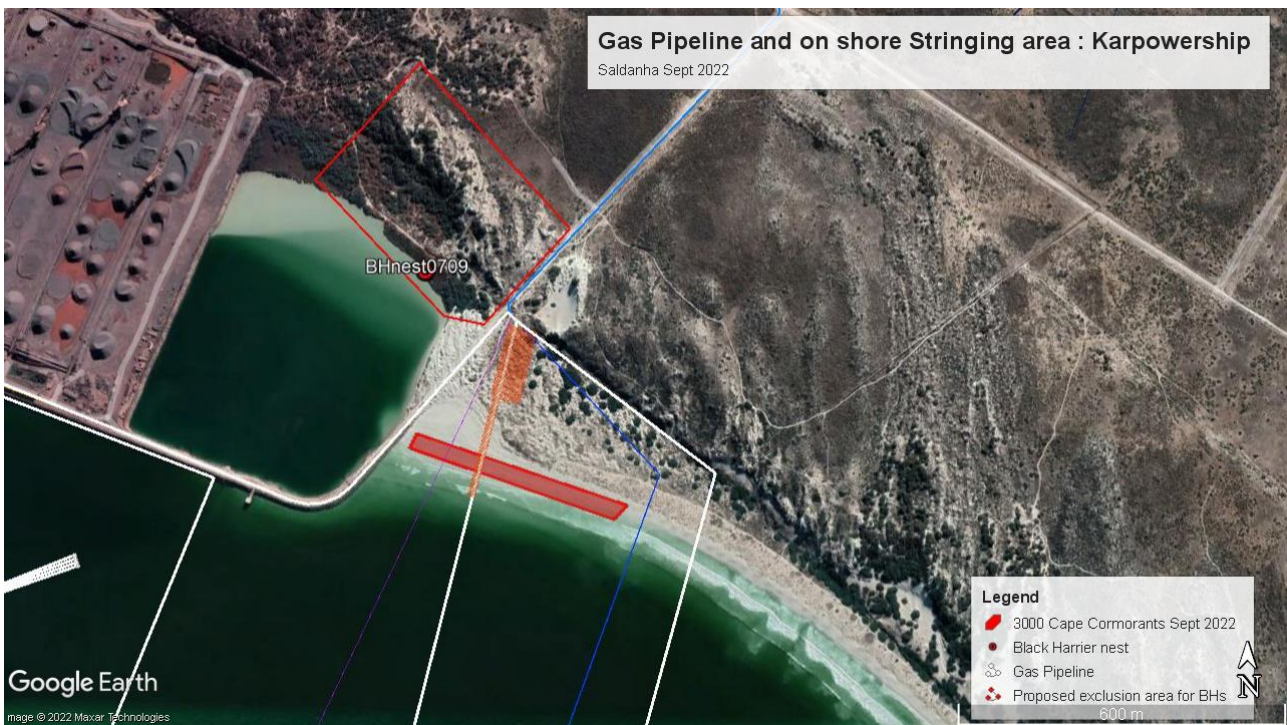 Gas Pipeline and on shore Stringing area : Karpowership
Saldanha Sept 2022
BHnest0709
Legend
3000 Cape Cormorants Sept 2022
Black Harrier nest
Gas Pipeline
Proposed exclusion area for BHs
N
600 m
Google Earth
mage © 2022 Maxar Technologies